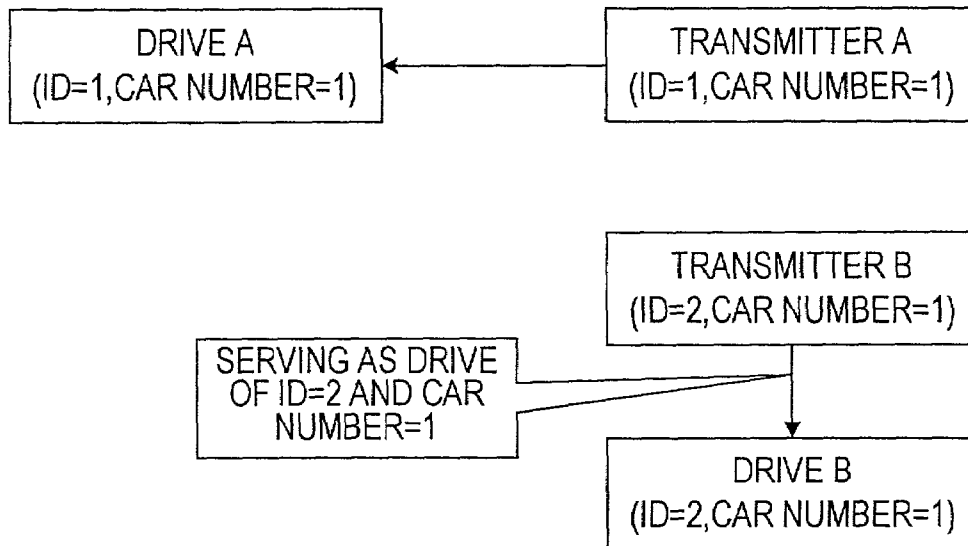 DRIVE A
(ID=1,CAR NUMBER=1)
TRANSMITTER A
(ID=1,CAR NUMBER=1)
TRANSMITTER B
(ID=2,CAR NUMBER=1)
SERVING AS DRIVE
OF ID=2 AND CAR
NUMBER=1
DRIVE B
(ID=2,CAR NUMBER=1)